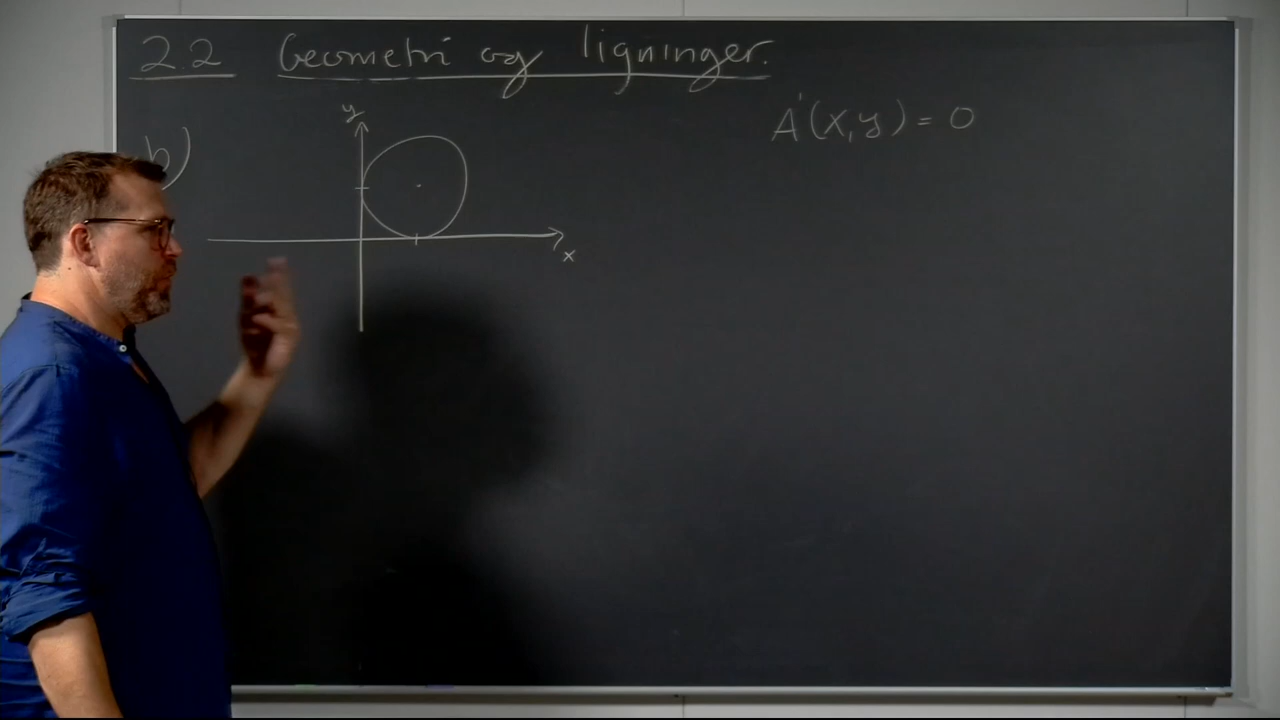 2.2 Geometri og ligninger.
A'(x,y) = 0
b)
y
x